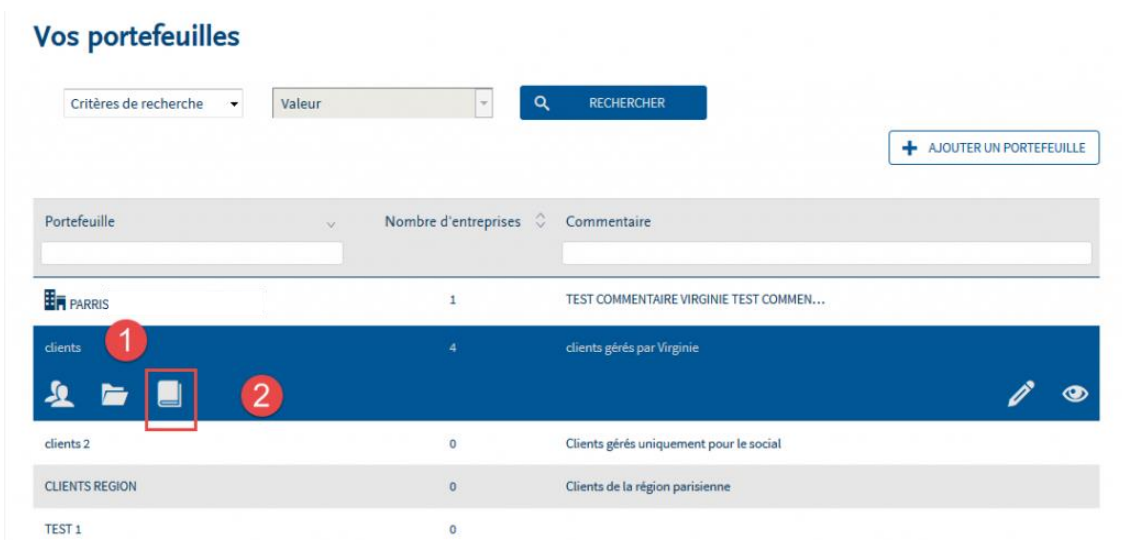 Vos portefeuilles
Critères de recherche Valeur RECHERCHER
AJOUTER UN PORTEFEUILLE
Portefeuille Nombre d'entreprises Commentaire
PARRIS 1 TEST COMMENTAIRE VIRGINIE TEST COMMEN...
1
clients 4 clients gérés par Virginie
2
clients 2 0 Clients gérés uniquement pour le social
CLIENTS REGION 0 Clients de la région parisienne
TEST 1 0